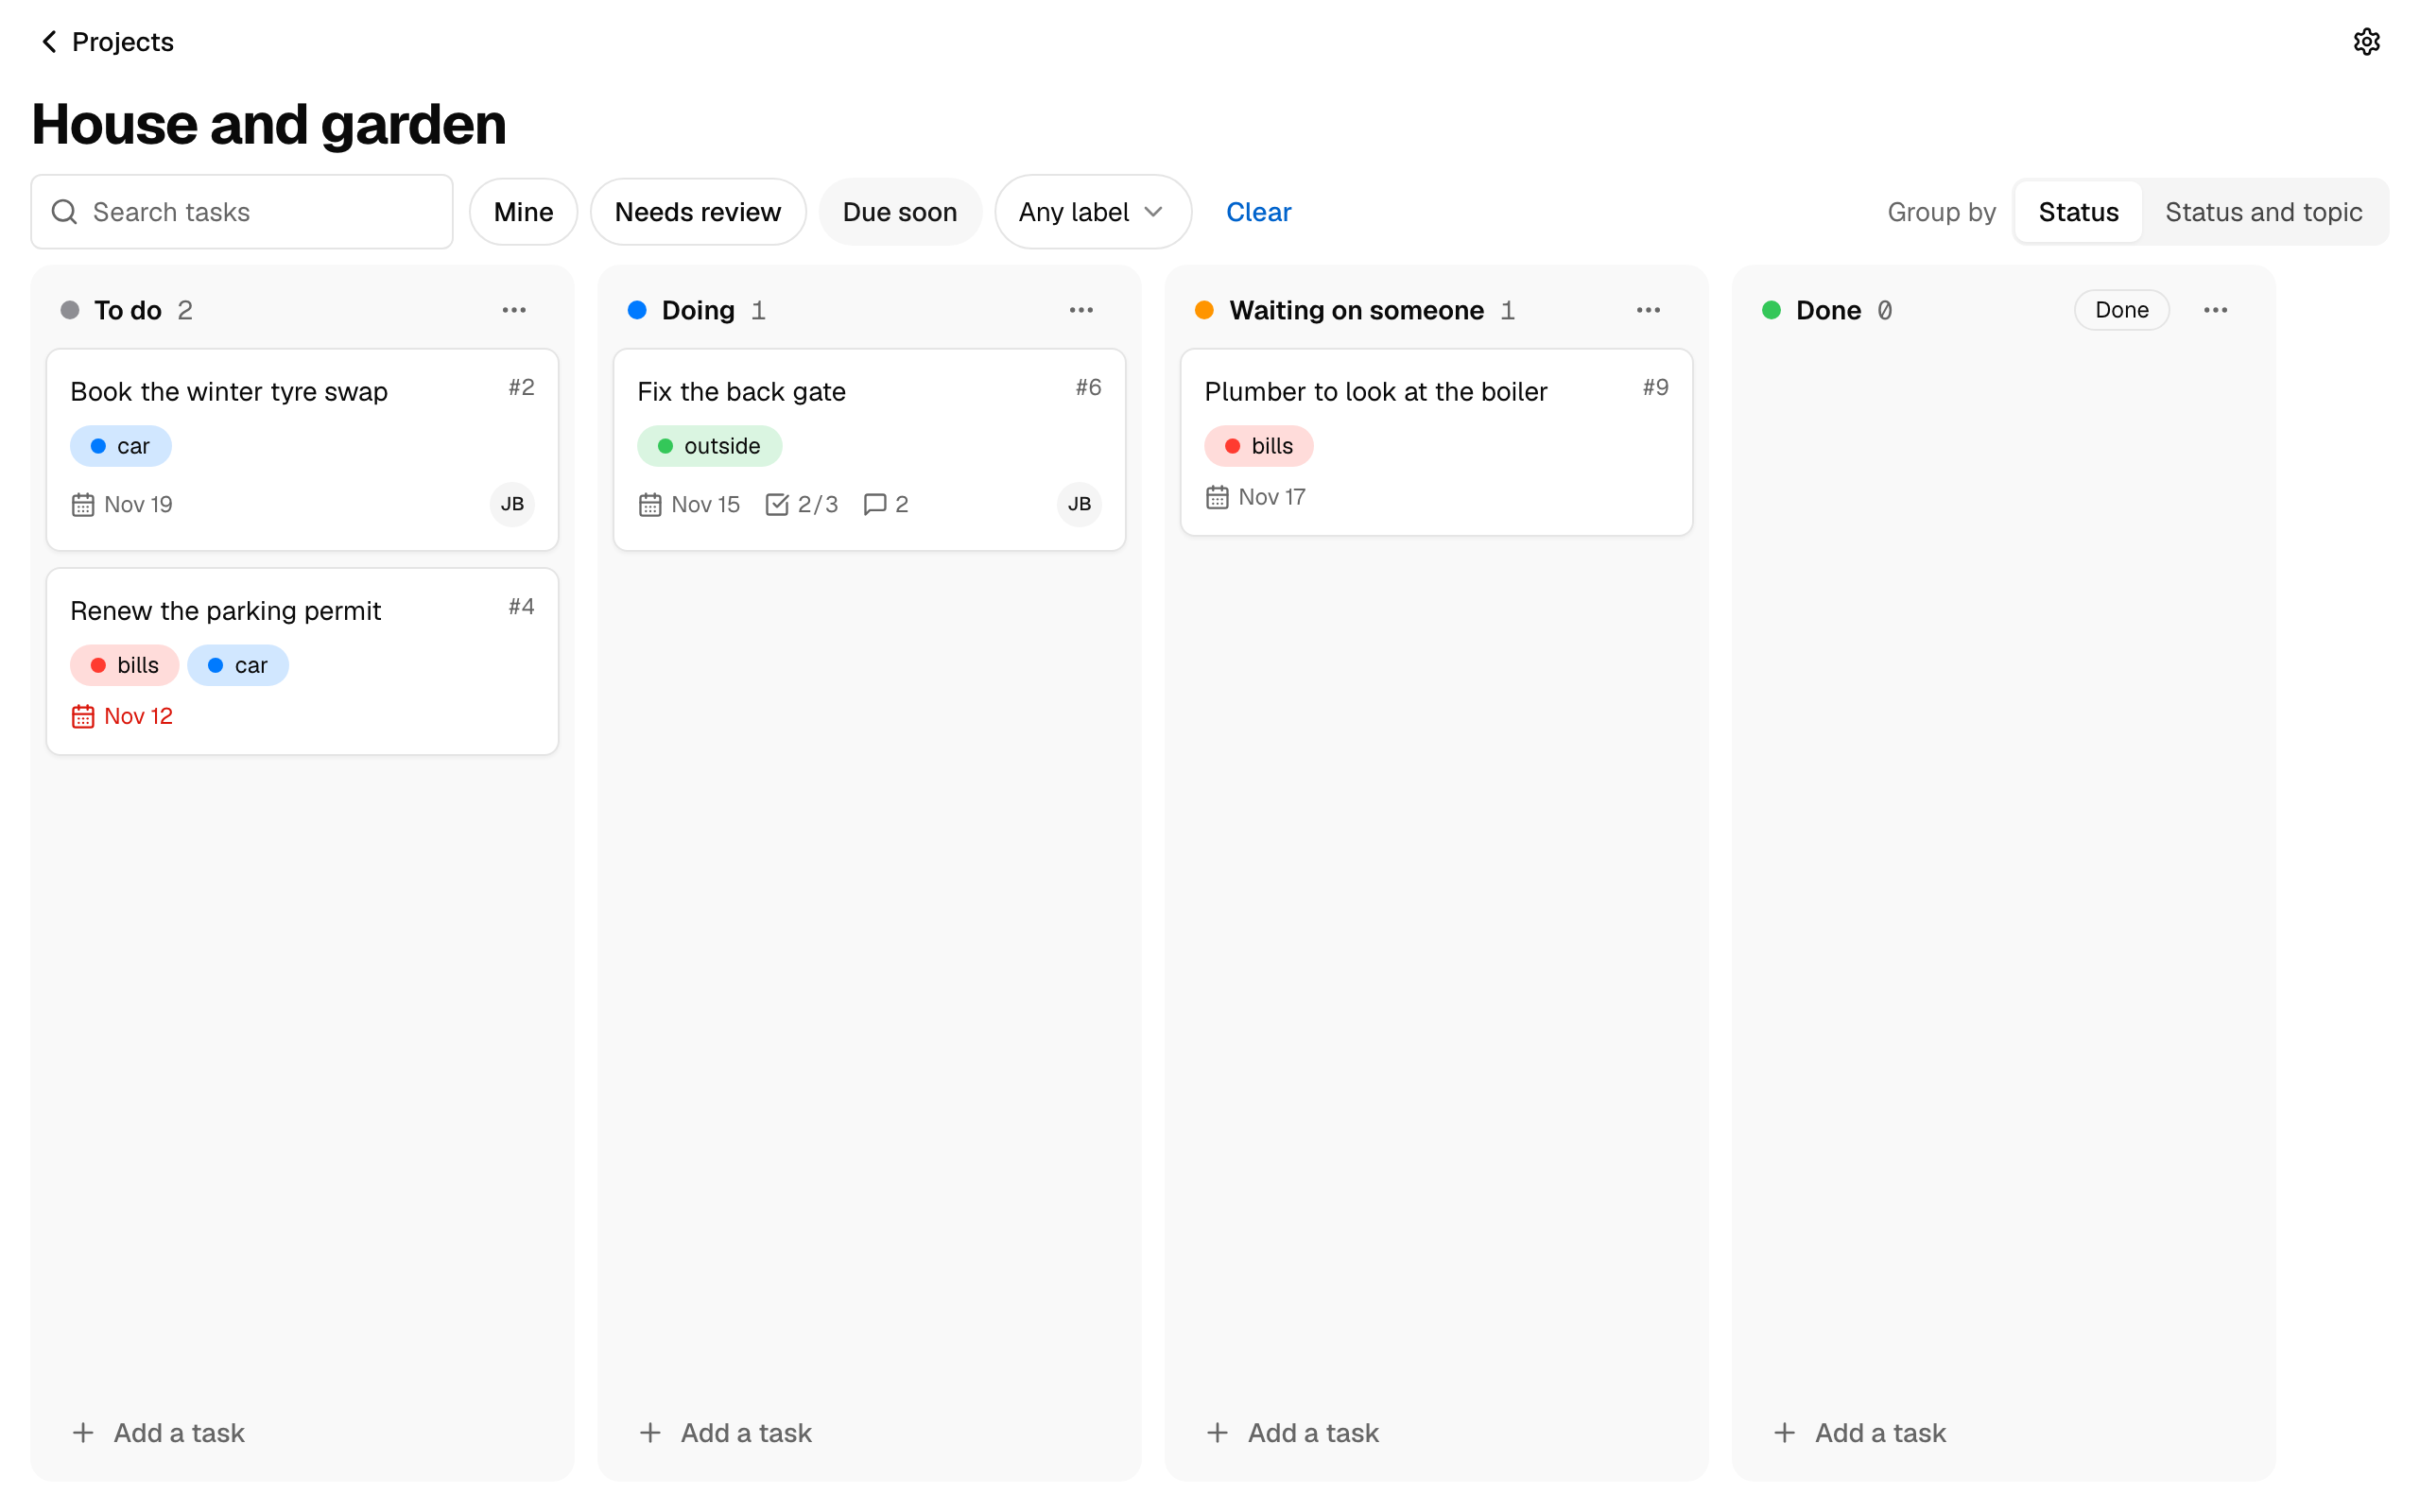 Projects
House and garden
Search tasks
Mine
Needs review
Due soon
Any label
Clear
Group by
Status
Status and topic
To do 2
Book the winter tyre swap #2
car
Nov 19
JB
Renew the parking permit #4
bills
car
Nov 12
Add a task
Doing 1
Fix the back gate #6
outside
Nov 15
2/3
2
JB
Add a task
Waiting on someone 1
Plumber to look at the boiler #9
bills
Nov 17
Add a task
Done 0
Done
Add a task